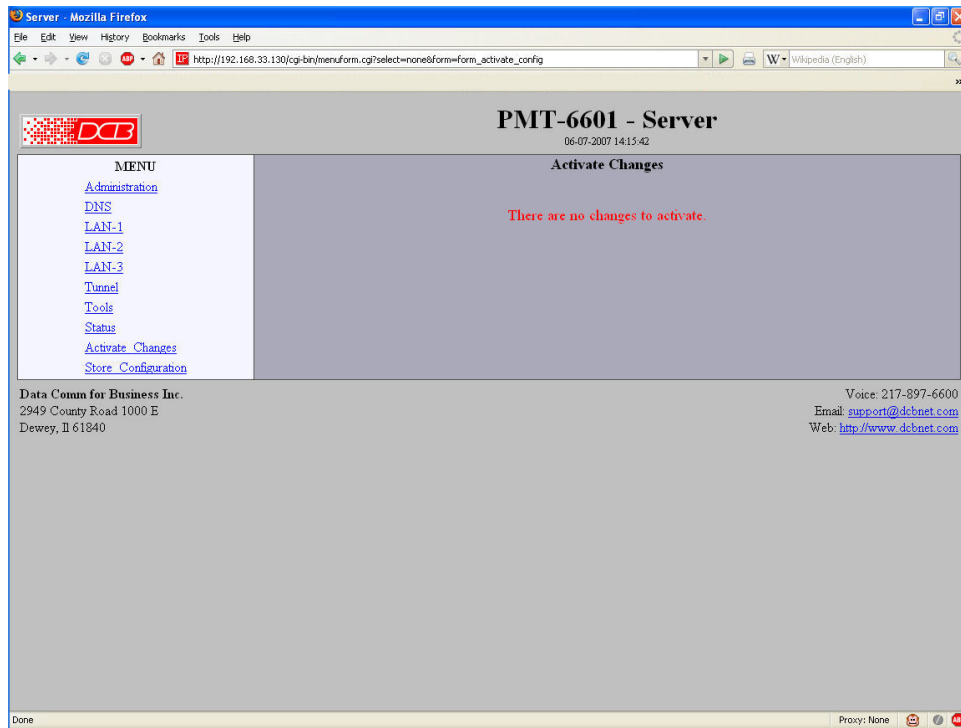 Server - Mozilla Firefox
File Edit View History Bookmarks Tools Help
ABP IP http://192.168.33.130/cgi-bin/menuform.cgi?select=none&form=form_activate_config W Wikipedia (English)
»
DCB
PMT-6601 - Server
06-07-2007 14:15:42
MENU
Administration
DNS
LAN-1
LAN-2
LAN-3
Tunnel
Tools
Status
Activate Changes
Store Configuration
Activate Changes
There are no changes to activate.
Data Comm for Business Inc.
2949 County Road 1000 E
Dewey, Il 61840
Voice: 217-897-6600
Email: support@dcbnet.com
Web: http://www.dcbnet.com
Done Proxy: None